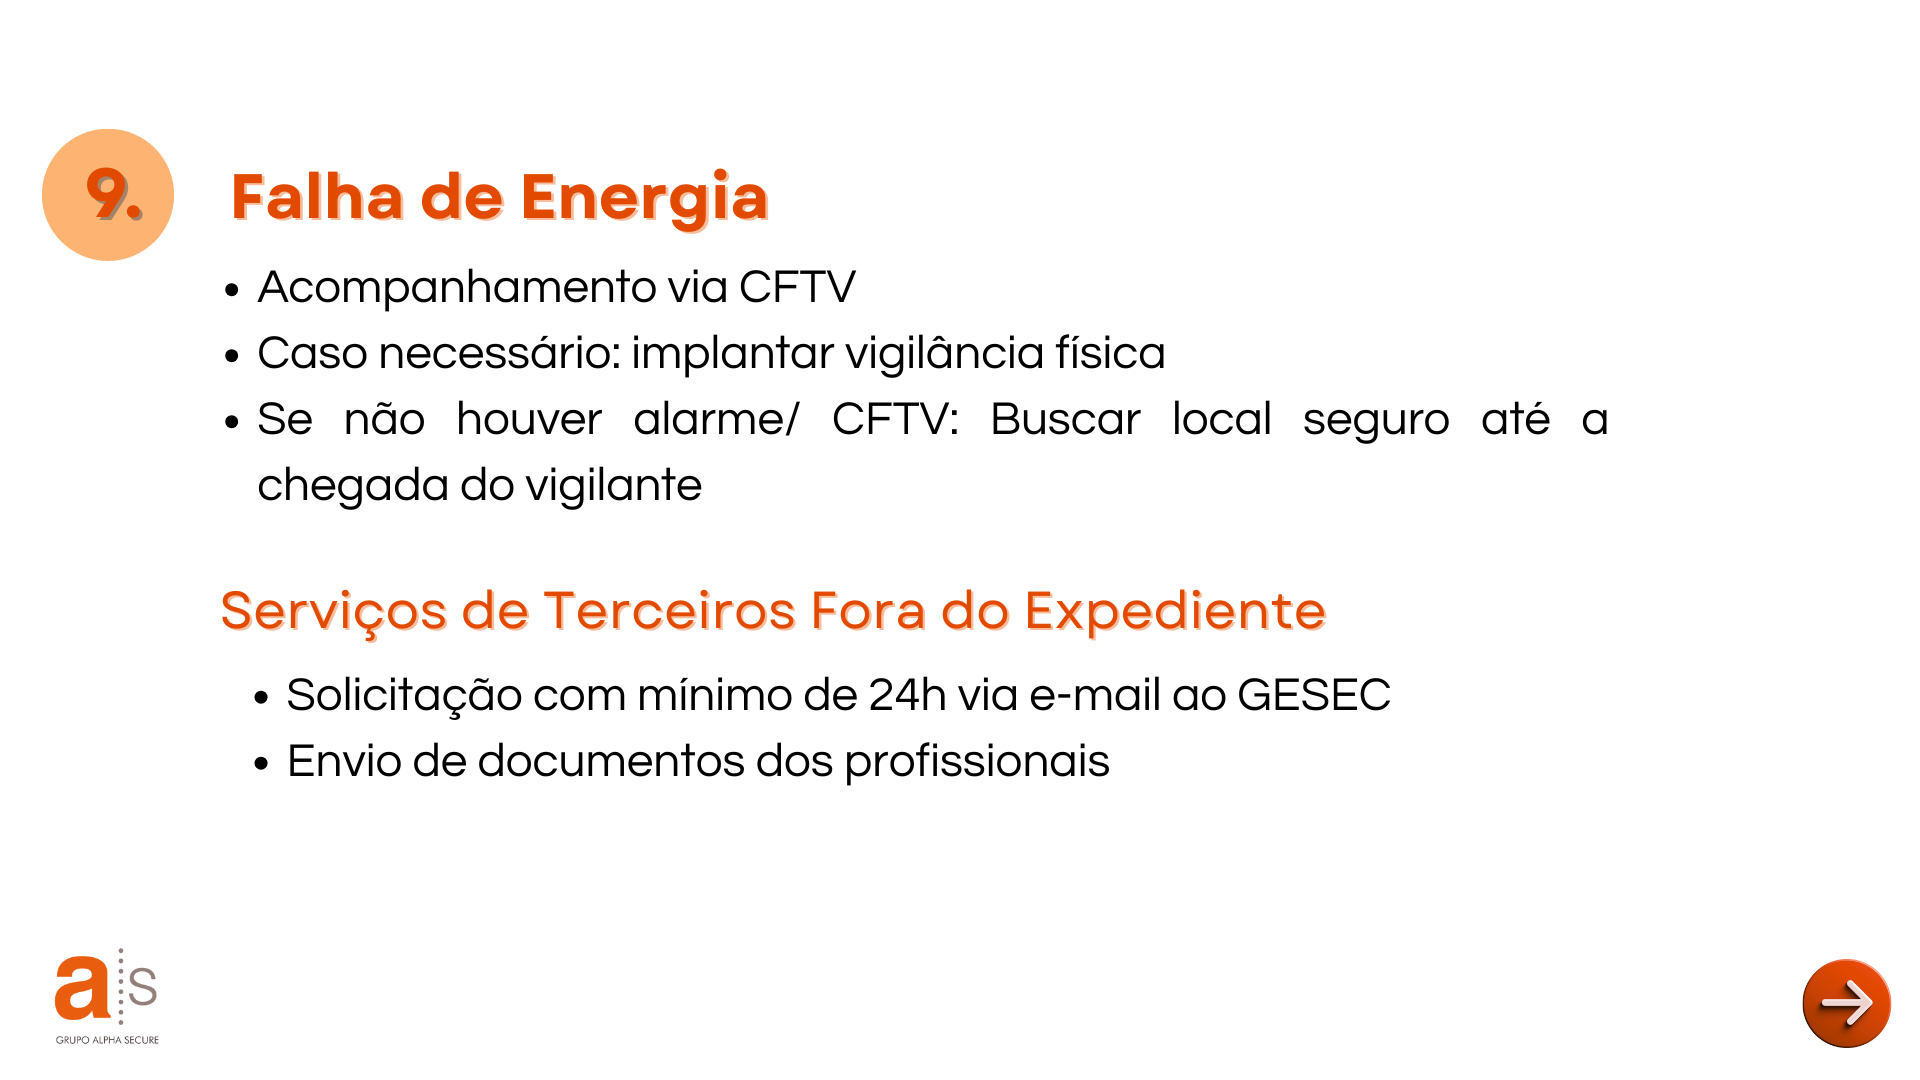 9.
Falha de Energia
• Acompanhamento via CFTV
• Caso necessário: implantar vigilância física
• Se não houver alarme/ CFTV: Buscar local seguro até a
chegada do vigilante
Serviços de Terceiros Fora do Expediente
• Solicitação com mínimo de 24h via e-mail ao GESEC
• Envio de documentos dos profissionais
a s
GRUPO ALPHA SECURE